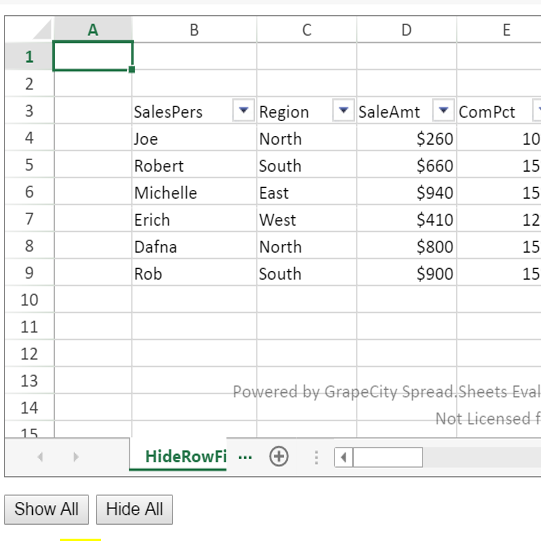 A B C D E
1
2
3 SalesPers Region SaleAmt ComPct
4 Joe North $260 10
5 Robert South $660 15
6 Michelle East $940 15
7 Erich West $410 12
8 Dafna North $800 15
9 Rob South $900 15
10
11
12
13
Powered by GrapeCity Spread.Sheets Eval
14
Not Licensed f
15
HideRowFi ...
Show All Hide All